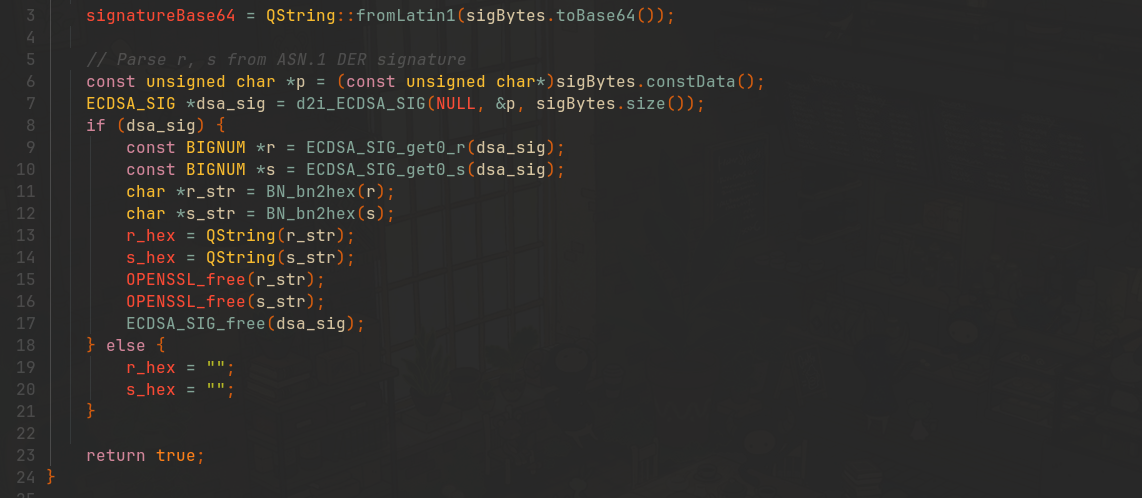 3 signatureBase64 = QString::fromLatin1(sigBytes.toBase64());
4
5 // Parse r, s from ASN.1 DER signature
6 const unsigned char *p = (const unsigned char*)sigBytes.constData();
7 ECDSA_SIG *dsa_sig = d2i_ECDSA_SIG(NULL, &p, sigBytes.size());
8 if (dsa_sig) {
9 const BIGNUM *r = ECDSA_SIG_get0_r(dsa_sig);
10 const BIGNUM *s = ECDSA_SIG_get0_s(dsa_sig);
11 char *r_str = BN_bn2hex(r);
12 char *s_str = BN_bn2hex(s);
13 r_hex = QString(r_str);
14 s_hex = QString(s_str);
15 OPENSSL_free(r_str);
16 OPENSSL_free(s_str);
17 ECDSA_SIG_free(dsa_sig);
18 } else {
19 r_hex = "";
20 s_hex = "";
21 }
22
23 return true;
24 }
25